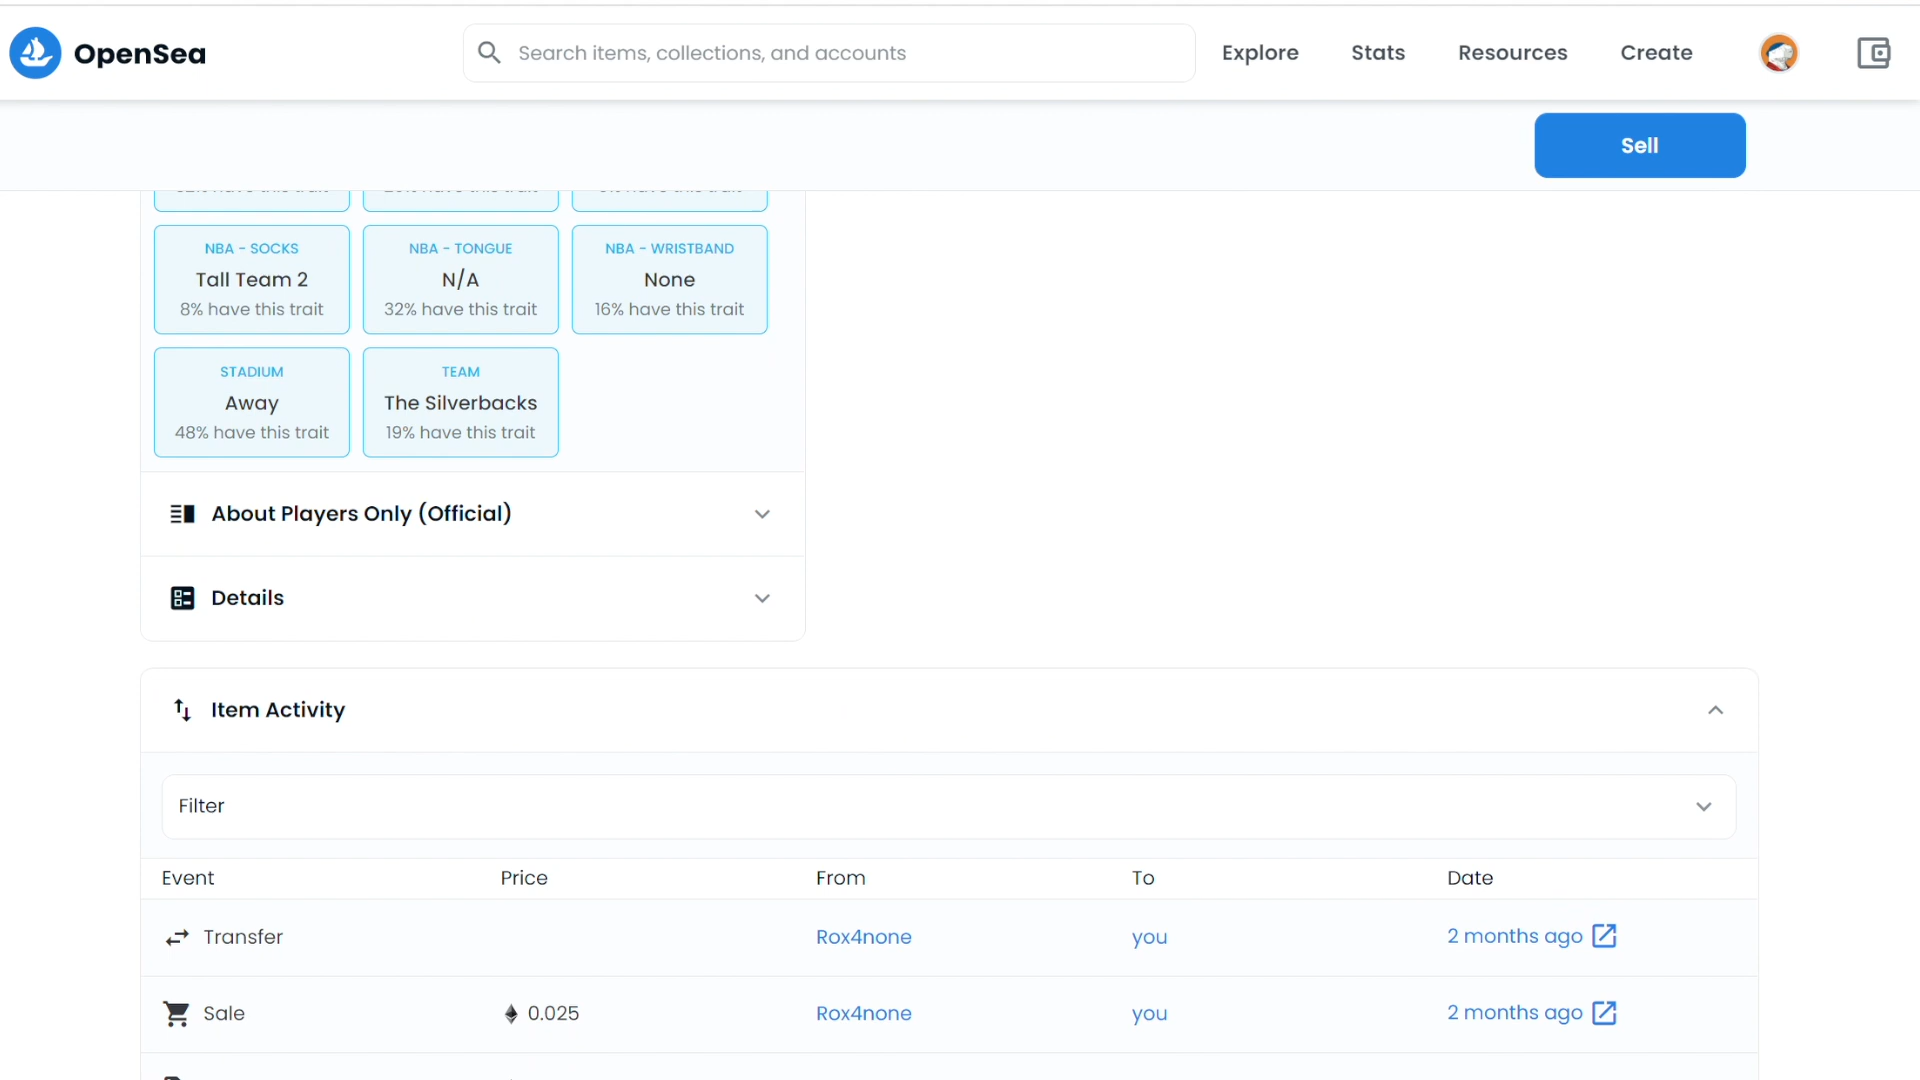 OpenSea
Search items, collections, and accounts
Explore
Stats
Resources
Create
Sell
NBA - SOCKS
Tall Team 2
8% have this trait
NBA - TONGUE
N/A
32% have this trait
NBA - WRISTBAND
None
16% have this trait
STADIUM
Away
48% have this trait
TEAM
The Silverbacks
19% have this trait
About Players Only (Official)
Details
Item Activity
Filter
Event Price From To Date
Transfer Rox4none you 2 months ago
Sale 0.025 Rox4none you 2 months ago